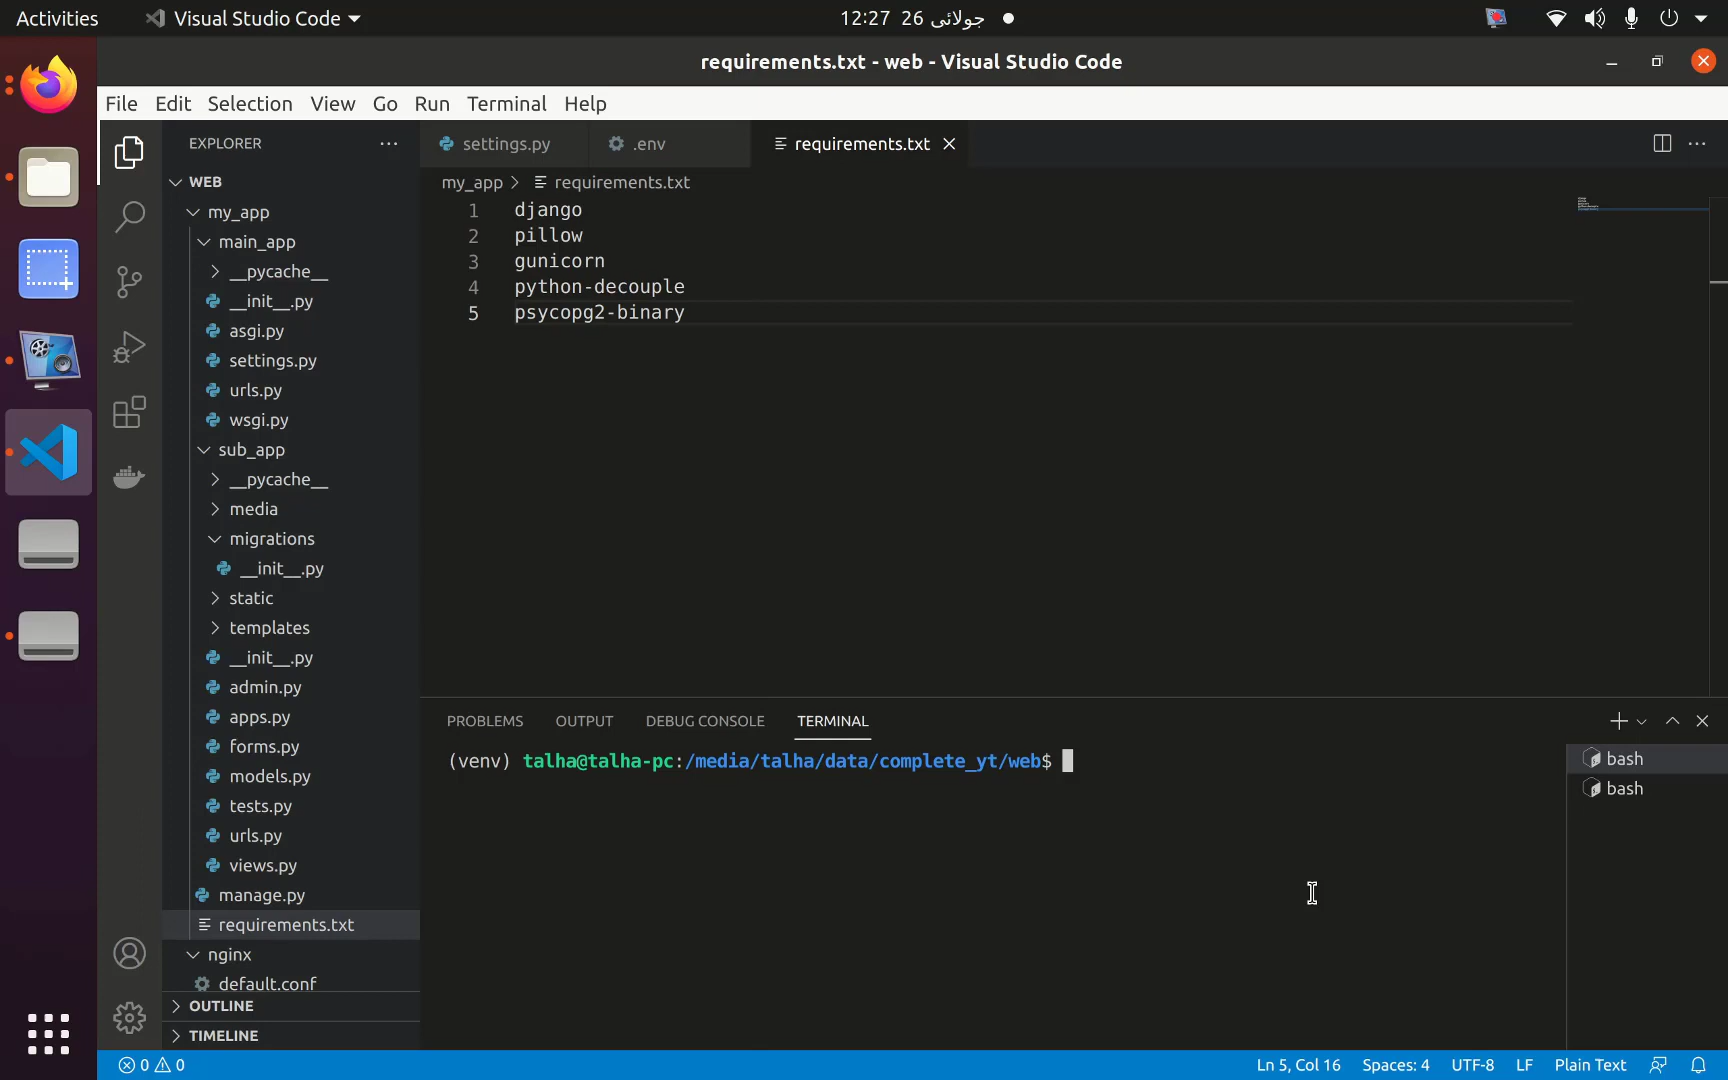 Activities
Visual Studio Code
12:27 26 جولائی
requirements.txt - web - Visual Studio Code
File Edit Selection View Go Run Terminal Help
EXPLORER
settings.py
.env
requirements.txt
WEB
my_app > requirements.txt
my_app
main_app
__pycache__
__init__.py
asgi.py
settings.py
urls.py
wsgi.py
sub_app
__pycache__
media
migrations
__init__.py
static
templates
__init__.py
admin.py
apps.py
forms.py
models.py
tests.py
urls.py
views.py
manage.py
requirements.txt
nginx
default.conf
OUTLINE
TIMELINE
1 django
2 pillow
3 gunicorn
4 python-decouple
5 psycopg2-binary
PROBLEMS OUTPUT DEBUG CONSOLE TERMINAL
(venv) talha@talha-pc:/media/talha/data/complete_yt/web$
bash
bash
0 0
Ln 5, Col 16 Spaces: 4 UTF-8 LF Plain Text